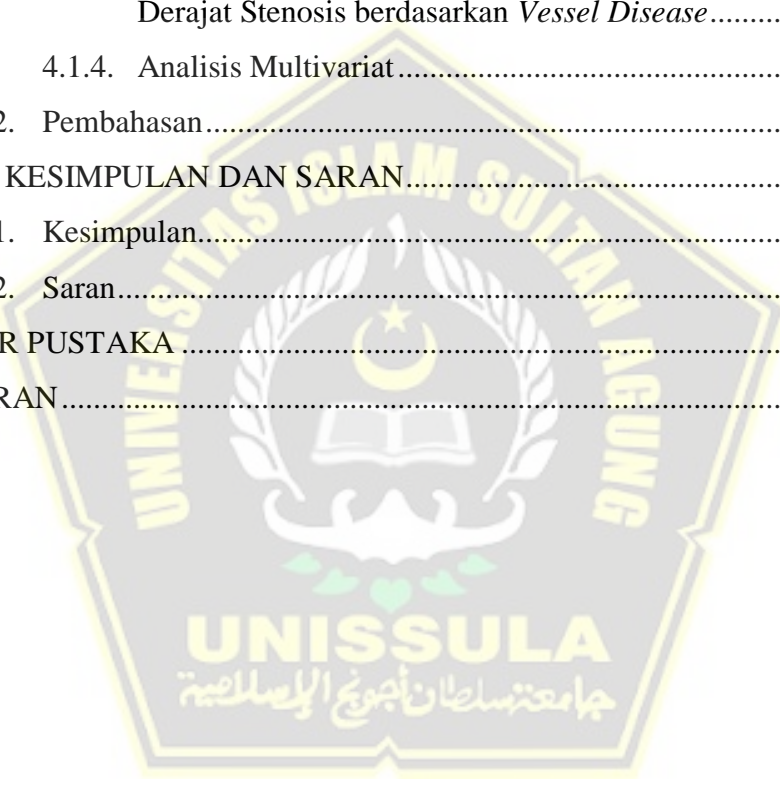 Derajat Stenosis berdasarkan Vessel Disease.........
4.1.4. Analisis Multivariat..................................................
2. Pembahasan..........................................................................
KESIMPULAN DAN SARAN................................................
1. Kesimpulan...........................................................................
2. Saran.....................................................................................
R PUSTAKA ............................................................................
RAN..........................................................................................
UNIVERSITAS ISLAM SULTAN AGUNG
UNISSULA
جامعة سلطان أجونج الإسلامية